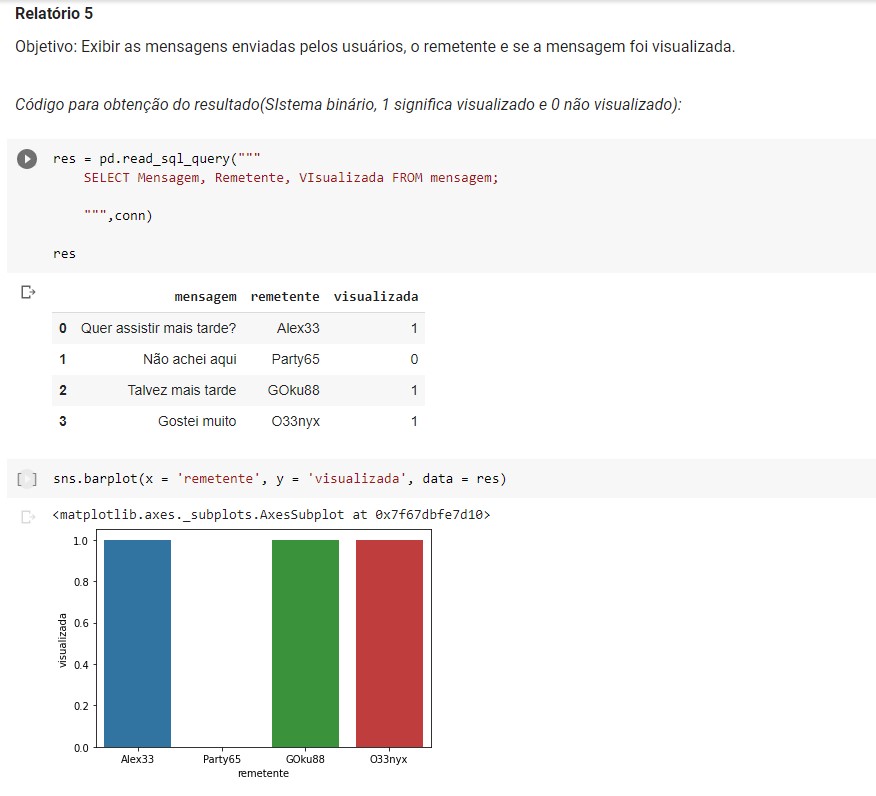 Relatório 5
Objetivo: Exibir as mensagens enviadas pelos usuários, o remetente e se a mensagem foi visualizada.
Código para obtenção do resultado(SIstema binário, 1 significa visualizado e 0 não visualizado):
res = pd.read_sql_query("""
SELECT Mensagem, Remetente, VIsualizada FROM mensagem;
""",conn)
res
mensagem remetente visualizada
0 Quer assistir mais tarde? Alex33 1
1 Não achei aqui Party65 0
2 Talvez mais tarde GOku88 1
3 Gostei muito O33nyx 1
[ ] sns.barplot(x = 'remetente', y = 'visualizada', data = res)
<matplotlib.axes._subplots.AxesSubplot at 0x7f67dbfe7d10>
1.0
0.8
0.6
0.4
0.2
0.0
visualizada
Alex33 Party65 GOku88 O33nyx
remetente